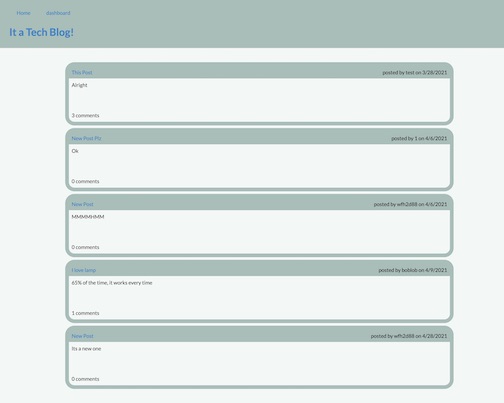 Home dashboard
It a Tech Blog!
This Post posted by test on 3/28/2021
Alright
3 comments
New Post Plz posted by 1 on 4/6/2021
Ok
0 comments
New Post posted by wfh2d88 on 4/6/2021
MMMMHMM
0 comments
I love lamp posted by boblob on 4/9/2021
65% of the time, it works every time
1 comments
New Post posted by wfh2d88 on 4/28/2021
Its a new one
0 comments